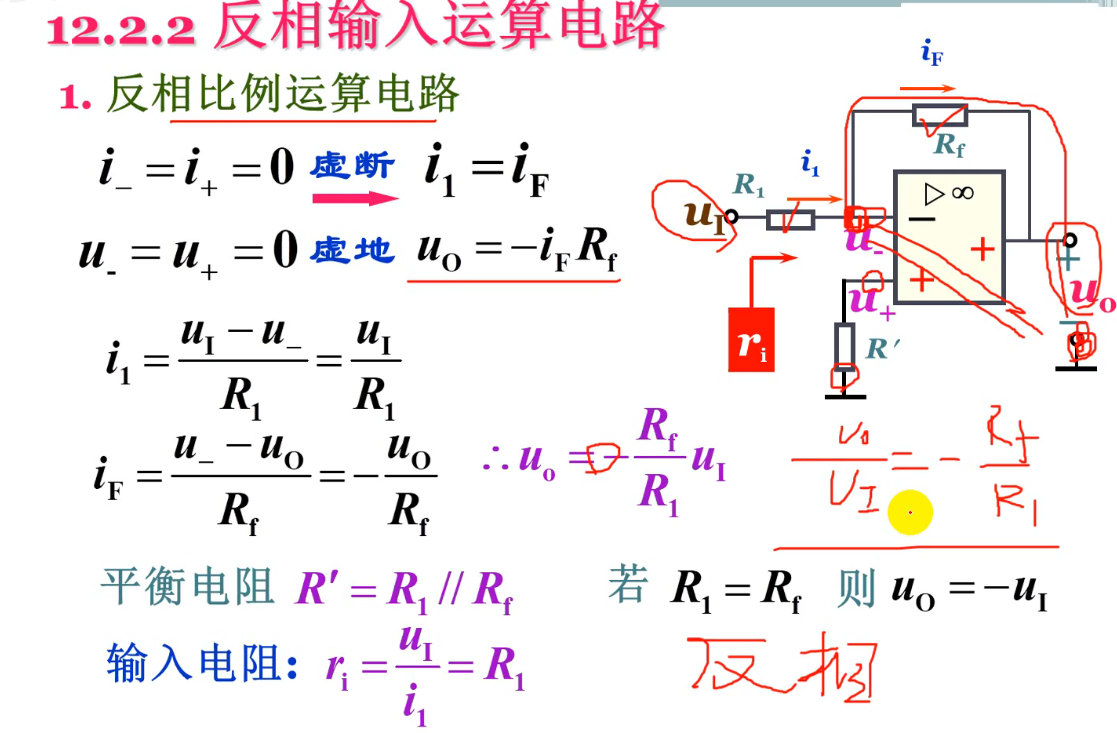 12.2.2 反相输入运算电路
1. 反相比例运算电路
i₋ = i₊ = 0 虚断 i₁ = i_F
u₋ = u₊ = 0 虚地 u_O = −i_F R_f
i₁ = (u_I − u₋)/R₁ = u_I/R₁
i_F = (u₋ − u_O)/R_f = −u_O/R_f
∴ u_o = −(R_f/R₁) u_I
平衡电阻 R′ = R₁ // R_f
若 R₁ = R_f 则 u_O = −u_I
输入电阻: r_i = u_I/i₁ = R₁
i_F
R_f
i₁
R₁
u_I
▷ ∞
−
u₋
+
+
u₊
+
u_o
−
r_i
R′
U_o/U_I = − R_f/R₁
反相